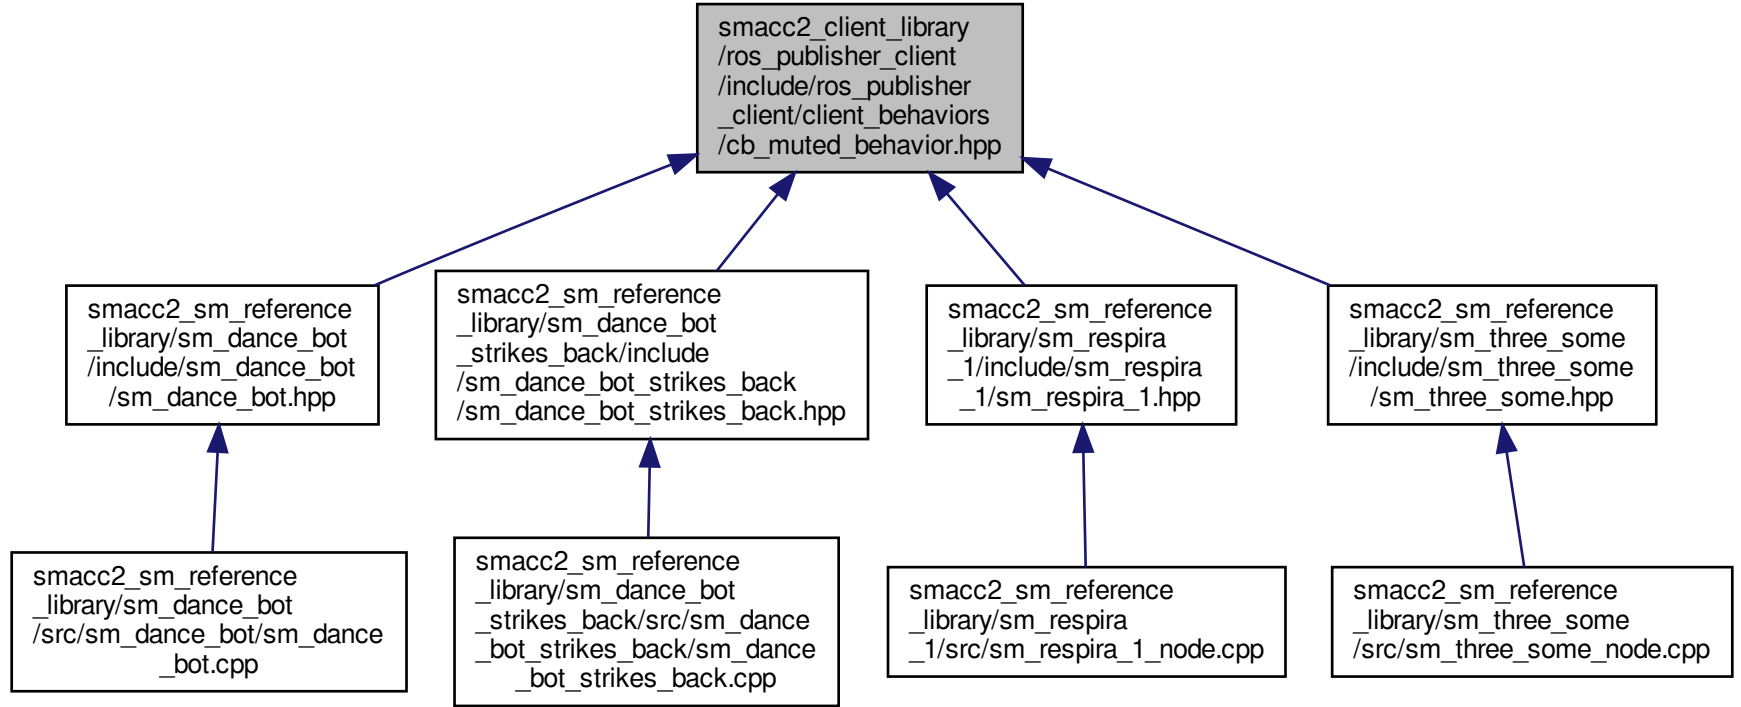 smacc2_client_library
/ros_publisher_client
/include/ros_publisher
_client/client_behaviors
/cb_muted_behavior.hpp
smacc2_sm_reference
_library/sm_dance_bot
/include/sm_dance_bot
/sm_dance_bot.hpp
smacc2_sm_reference
_library/sm_dance_bot
_strikes_back/include
/sm_dance_bot_strikes_back
/sm_dance_bot_strikes_back.hpp
smacc2_sm_reference
_library/sm_respira
_1/include/sm_respira
_1/sm_respira_1.hpp
smacc2_sm_reference
_library/sm_three_some
/include/sm_three_some
/sm_three_some.hpp
smacc2_sm_reference
_library/sm_dance_bot
/src/sm_dance_bot/sm_dance
_bot.cpp
smacc2_sm_reference
_library/sm_dance_bot
_strikes_back/src/sm_dance
_bot_strikes_back/sm_dance
_bot_strikes_back.cpp
smacc2_sm_reference
_library/sm_respira
_1/src/sm_respira_1_node.cpp
smacc2_sm_reference
_library/sm_three_some
/src/sm_three_some_node.cpp